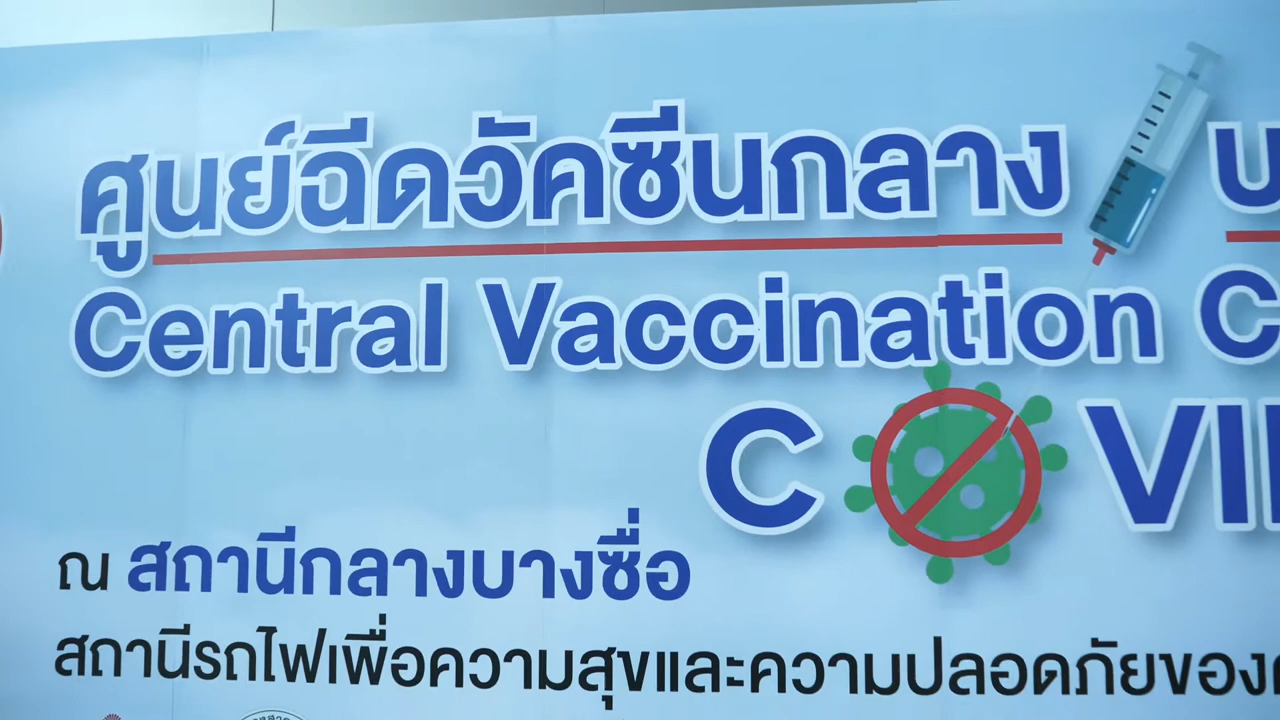 ศูนย์ฉีดวัคซีนกลาง
Central Vaccination
C VI
ณ สถานีกลางบางซื่อ
สถานีรถไฟเพื่อความสุขและความปลอดภัยของ